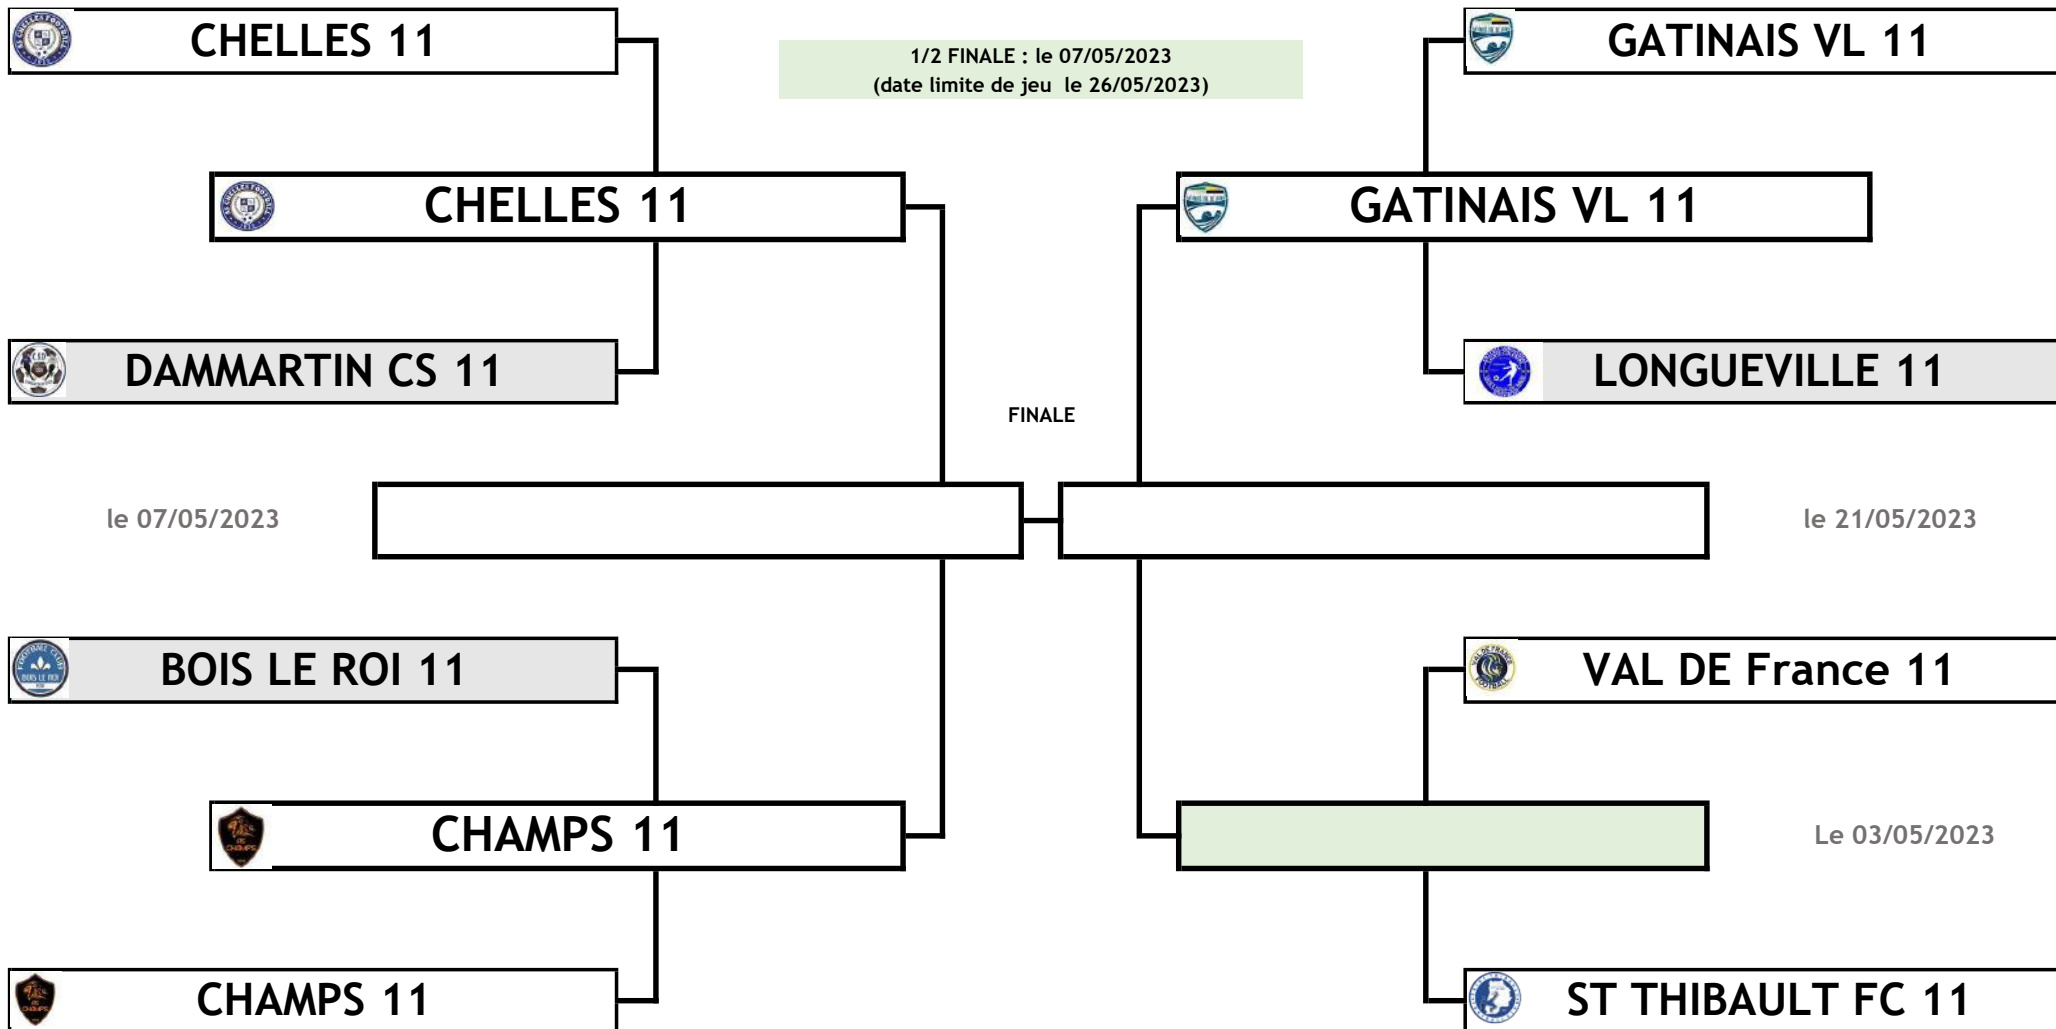 CHELLES 11
1/2 FINALE : le 07/05/2023
(date limite de jeu le 26/05/2023)
GATINAIS VL 11
CHELLES 11
GATINAIS VL 11
DAMMARTIN CS 11
LONGUEVILLE 11
FINALE
le 07/05/2023
le 21/05/2023
BOIS LE ROI 11
VAL DE France 11
CHAMPS 11
Le 03/05/2023
CHAMPS 11
ST THIBAULT FC 11